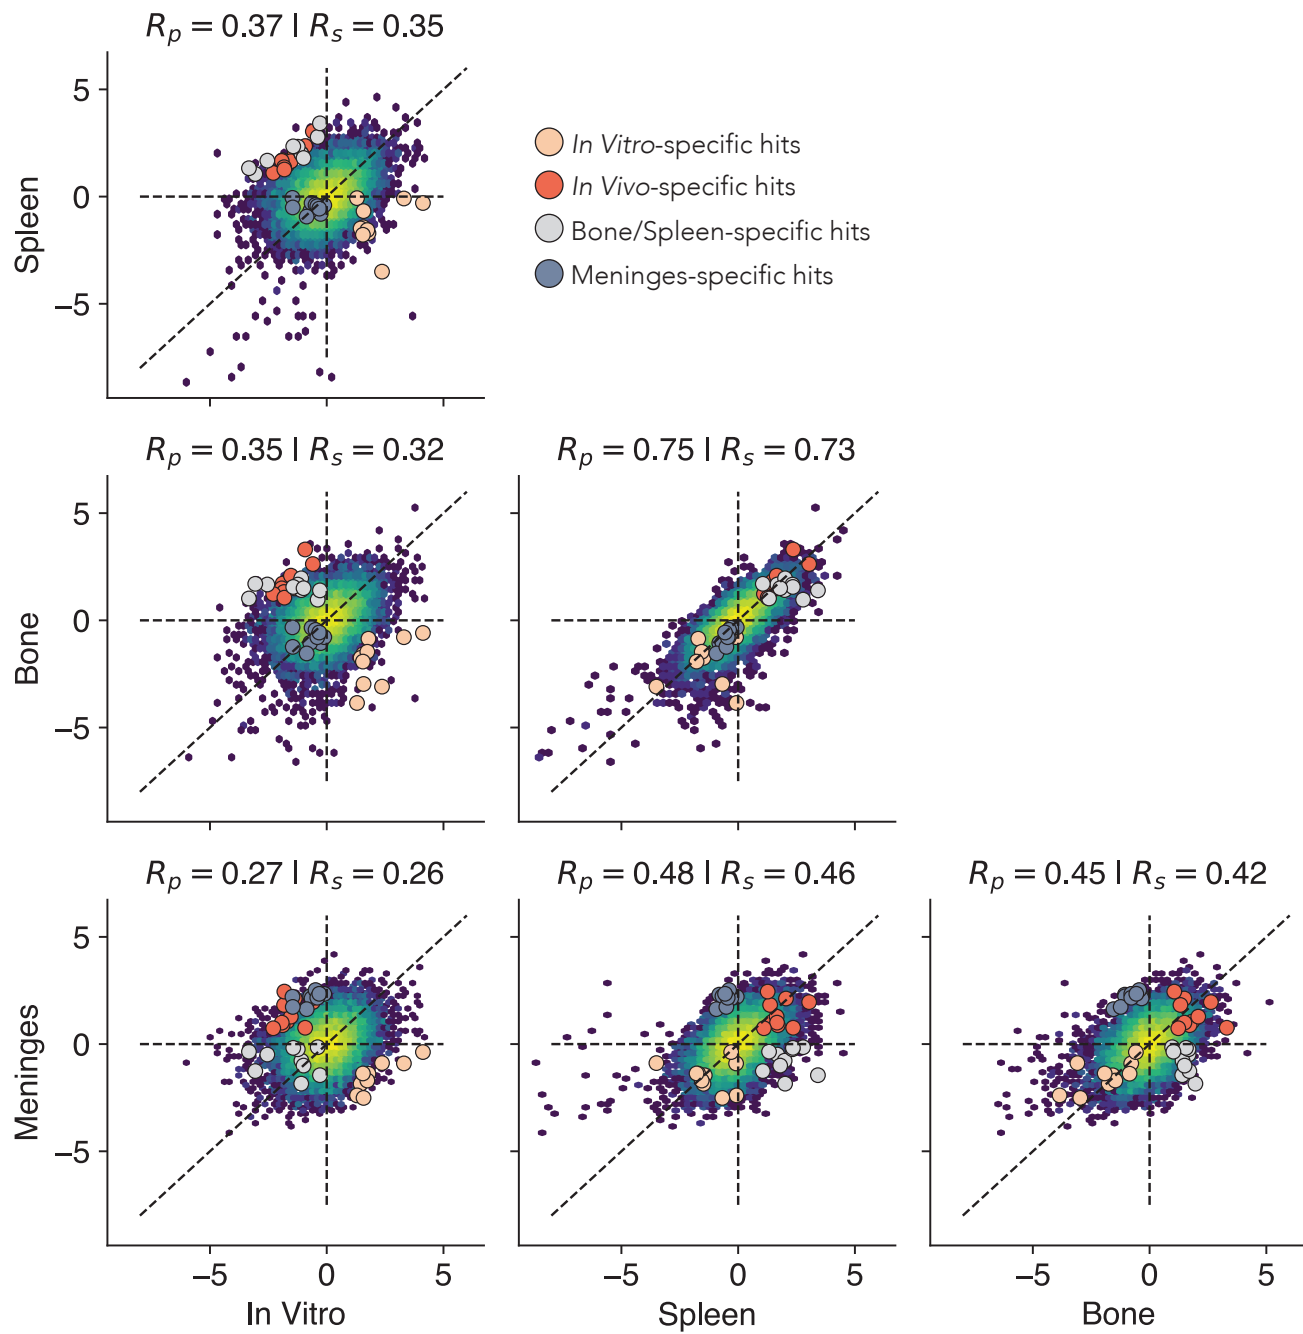 Rp = 0.37 | Rs = 0.35
5
0
−5
Spleen
In Vitro-specific hits
In Vivo-specific hits
Bone/Spleen-specific hits
Meninges-specific hits
Rp = 0.35 | Rs = 0.32
Rp = 0.75 | Rs = 0.73
5
0
−5
Bone
Rp = 0.27 | Rs = 0.26
Rp = 0.48 | Rs = 0.46
Rp = 0.45 | Rs = 0.42
5
0
−5
Meninges
−5 0 5
−5 0 5
−5 0 5
In Vitro
Spleen
Bone